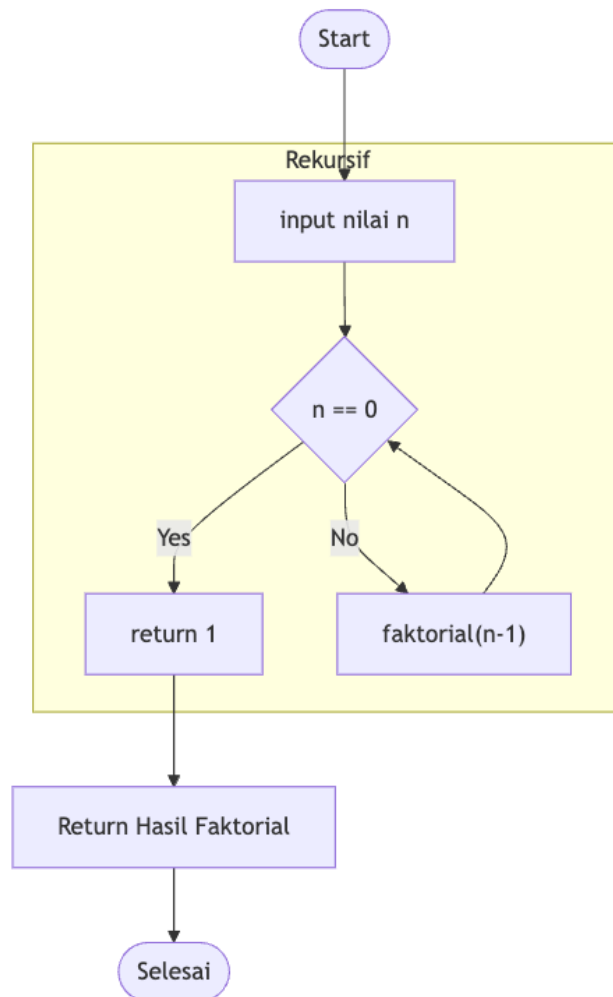 Start
Rekursif
input nilai n
n == 0
Yes
No
return 1
faktorial(n-1)
Return Hasil Faktorial
Selesai